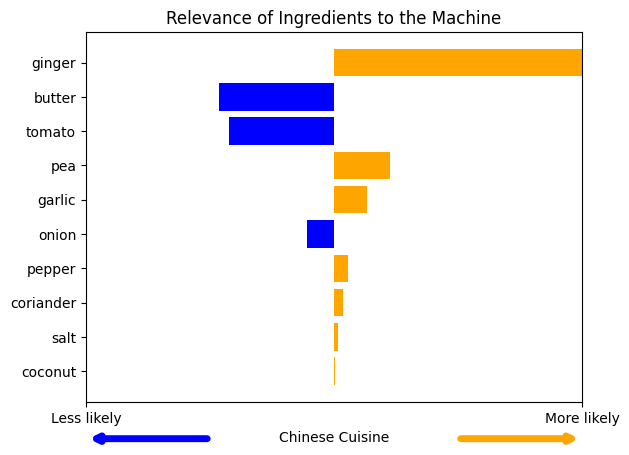 Relevance of Ingredients to the Machine
ginger
butter
tomato
pea
garlic
onion
pepper
coriander
salt
coconut
Less likely More likely
Chinese Cuisine